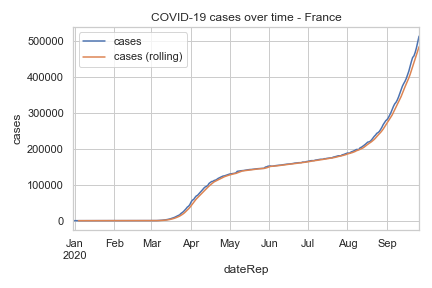 COVID-19 cases over time - France
cases
cases (rolling)
500000
400000
300000
200000
100000
0
cases
Jan Feb Mar Apr May Jun Jul Aug Sep
2020
dateRep